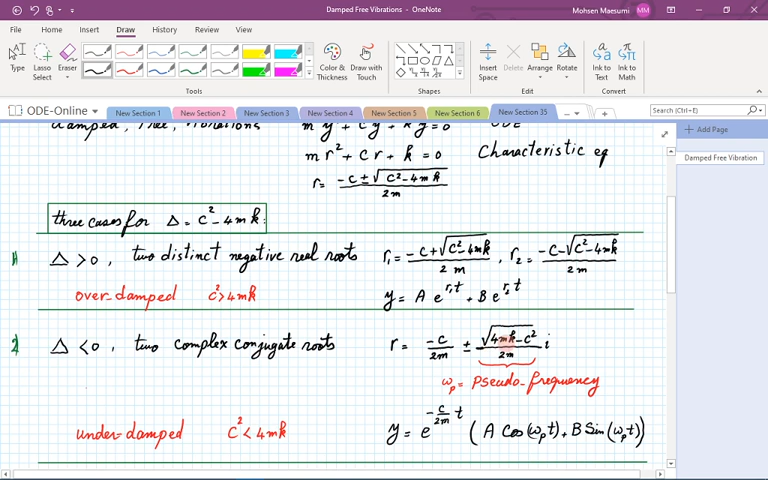 Damped Free Vibrations - OneNote
Mohsen Maesumi MM
File Home Insert Draw History Review View
Type Lasso Select Eraser Color & Thickness Draw with Touch Insert Space Delete Arrange Rotate Ink to Text Ink to Math
Tools Shapes Edit Convert
ODE-Online New Section 1 New Section 2 New Section 3 New Section 4 New Section 5 New Section 6 New Section 35 Search (Ctrl+E)
Add Page
Damped Free Vibration
Damped, Free, Vibrations m y″ + c y′ + k y = 0 ODE
m r² + c r + k = 0 Characteristic eq
r = (-c ± √(c² - 4mk)) / 2m
three cases for Δ = c² - 4mk:
1) Δ > 0, two distinct negative real roots r₁ = (-c + √(c² - 4mk)) / 2m, r₂ = (-c - √(c² - 4mk)) / 2m
over-damped c² > 4mk y = A e^(r₁t) + B e^(r₂t)
2) Δ < 0, two complex conjugate roots r = -c/2m ± √(4mk - c²)/2m i
ωp = pseudo-frequency
under-damped c² < 4mk y = e^(-c/2m t) (A Cos(ωp t) + B Sin(ωp t))